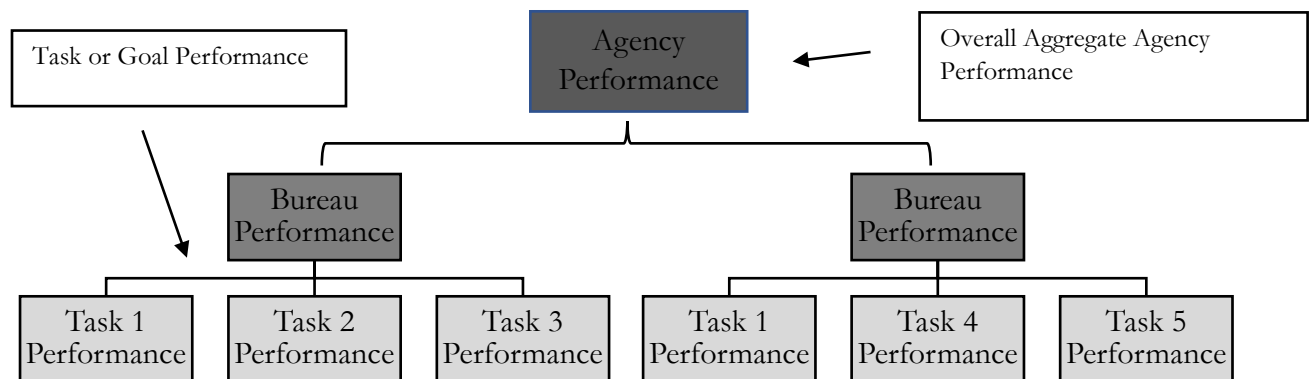 Task or Goal Performance
Agency
Performance
Overall Aggregate Agency
Performance
Bureau
Performance
Bureau
Performance
Task 1
Performance
Task 2
Performance
Task 3
Performance
Task 1
Performance
Task 4
Performance
Task 5
Performance